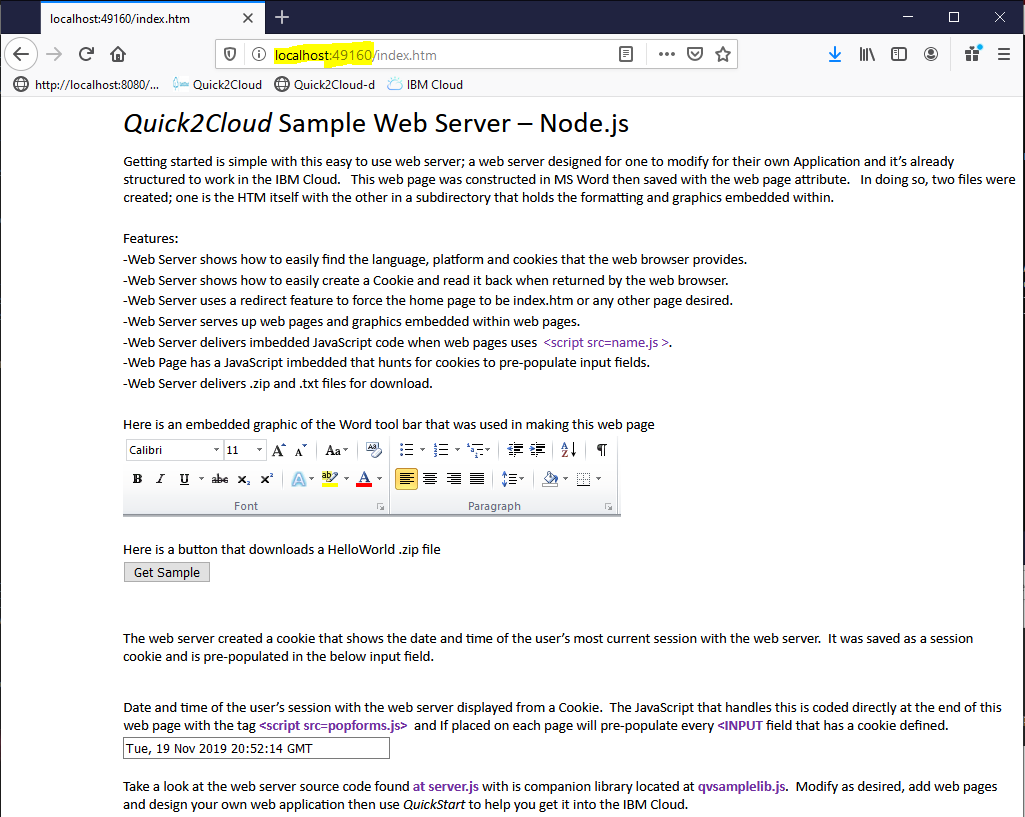 localhost:49160/index.htm
localhost:49160/index.htm
http://localhost:8080/... Quick2Cloud Quick2Cloud-d IBM Cloud
Quick2Cloud Sample Web Server – Node.js
Getting started is simple with this easy to use web server; a web server designed for one to modify for their own Application and it's already
structured to work in the IBM Cloud. This web page was constructed in MS Word then saved with the web page attribute. In doing so, two files were
created; one is the HTM itself with the other in a subdirectory that holds the formatting and graphics embedded within.
Features:
-Web Server shows how to easily find the language, platform and cookies that the web browser provides.
-Web Server shows how to easily create a Cookie and read it back when returned by the web browser.
-Web Server uses a redirect feature to force the home page to be index.htm or any other page desired.
-Web Server serves up web pages and graphics embedded within web pages.
-Web Server delivers imbedded JavaScript code when web pages uses <script src=name.js >.
-Web Page has a JavaScript imbedded that hunts for cookies to pre-populate input fields.
-Web Server delivers .zip and .txt files for download.
Here is an embedded graphic of the Word tool bar that was used in making this web page
Calibri 11 A A Aa
B I U abc x₂ x² A ab A
Font Paragraph
Here is a button that downloads a HelloWorld .zip file
Get Sample
The web server created a cookie that shows the date and time of the user's most current session with the web server. It was saved as a session
cookie and is pre-populated in the below input field.
Date and time of the user's session with the web server displayed from a Cookie. The JavaScript that handles this is coded directly at the end of this
web page with the tag <script src=popforms.js> and If placed on each page will pre-populate every <INPUT field that has a cookie defined.
Tue, 19 Nov 2019 20:52:14 GMT
Take a look at the web server source code found at server.js with is companion library located at qvsamplelib.js. Modify as desired, add web pages
and design your own web application then use QuickStart to help you get it into the IBM Cloud.